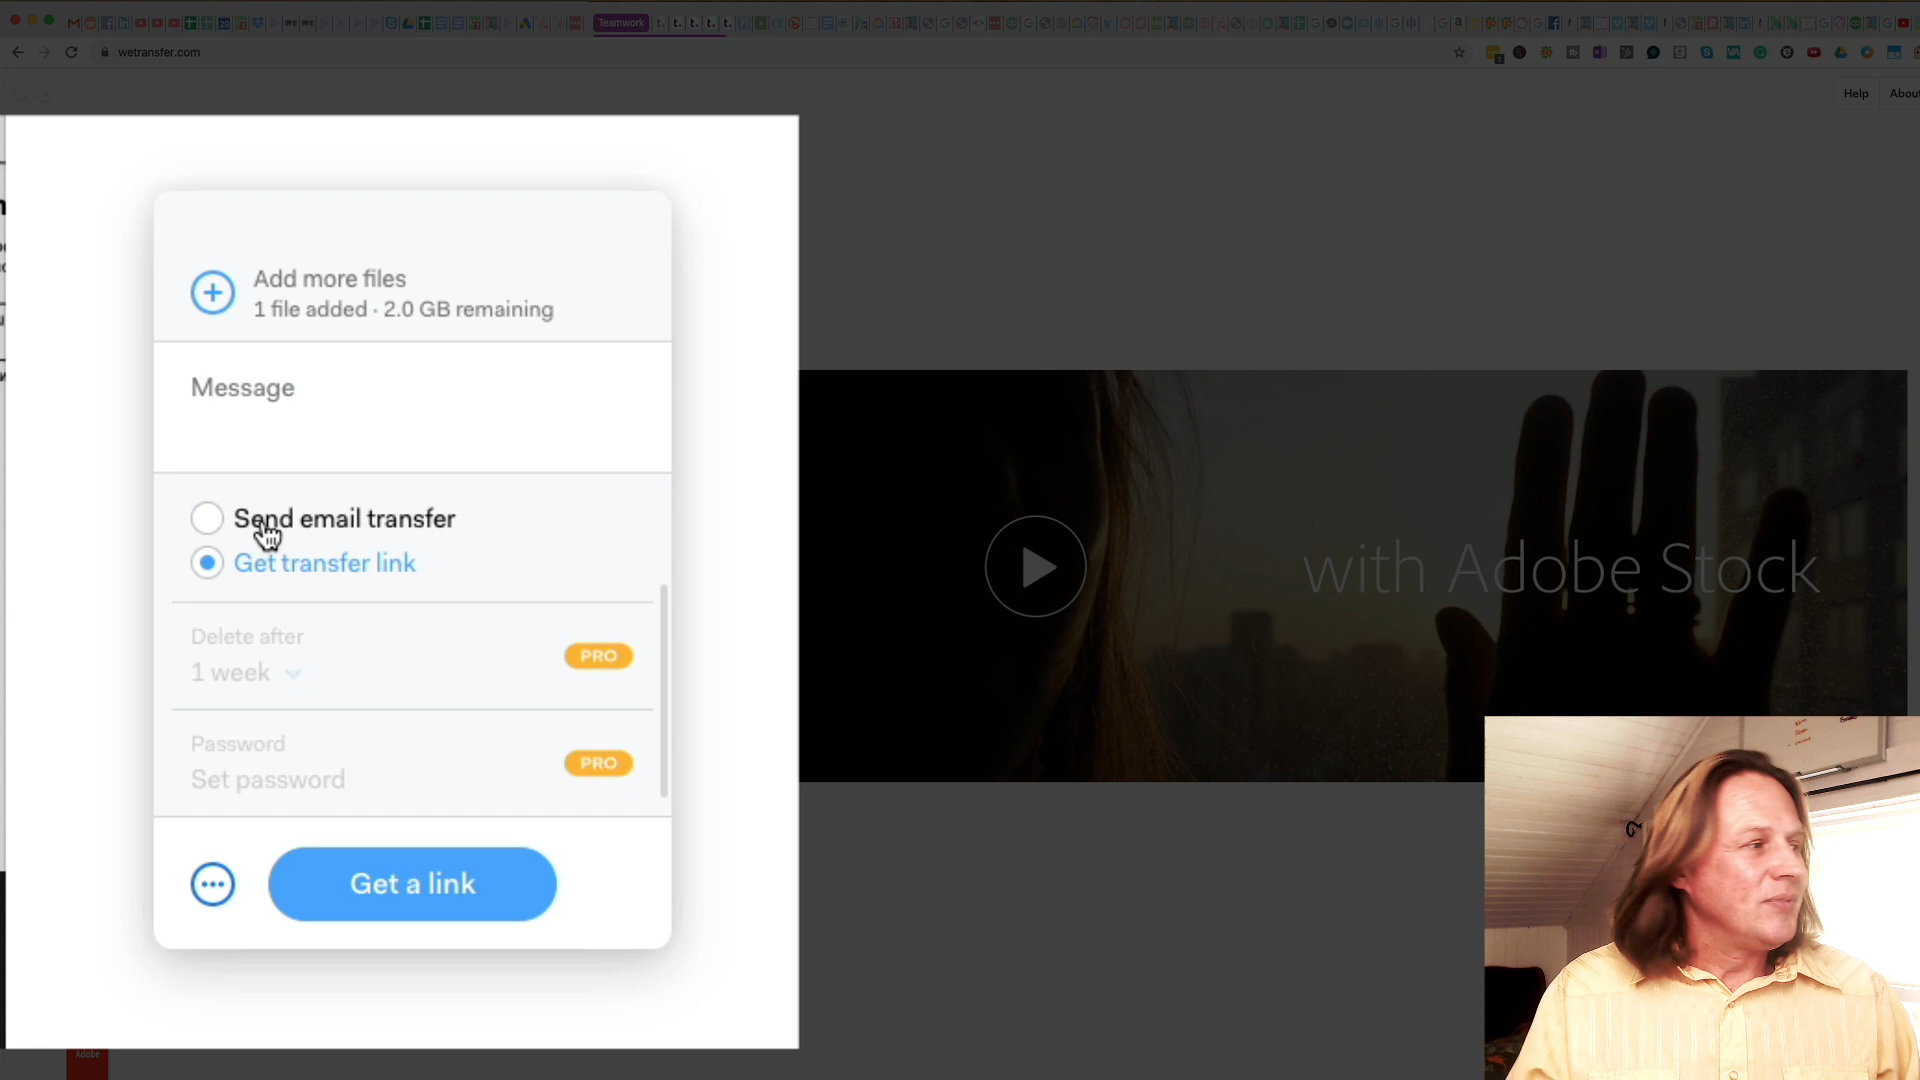 Teamwork
wetransfer.com
Help
About
Add more files
1 file added · 2.0 GB remaining
Message
Send email transfer
Get transfer link
Delete after
1 week
PRO
Password
Set password
PRO
Get a link
with Adobe Stock
Adobe